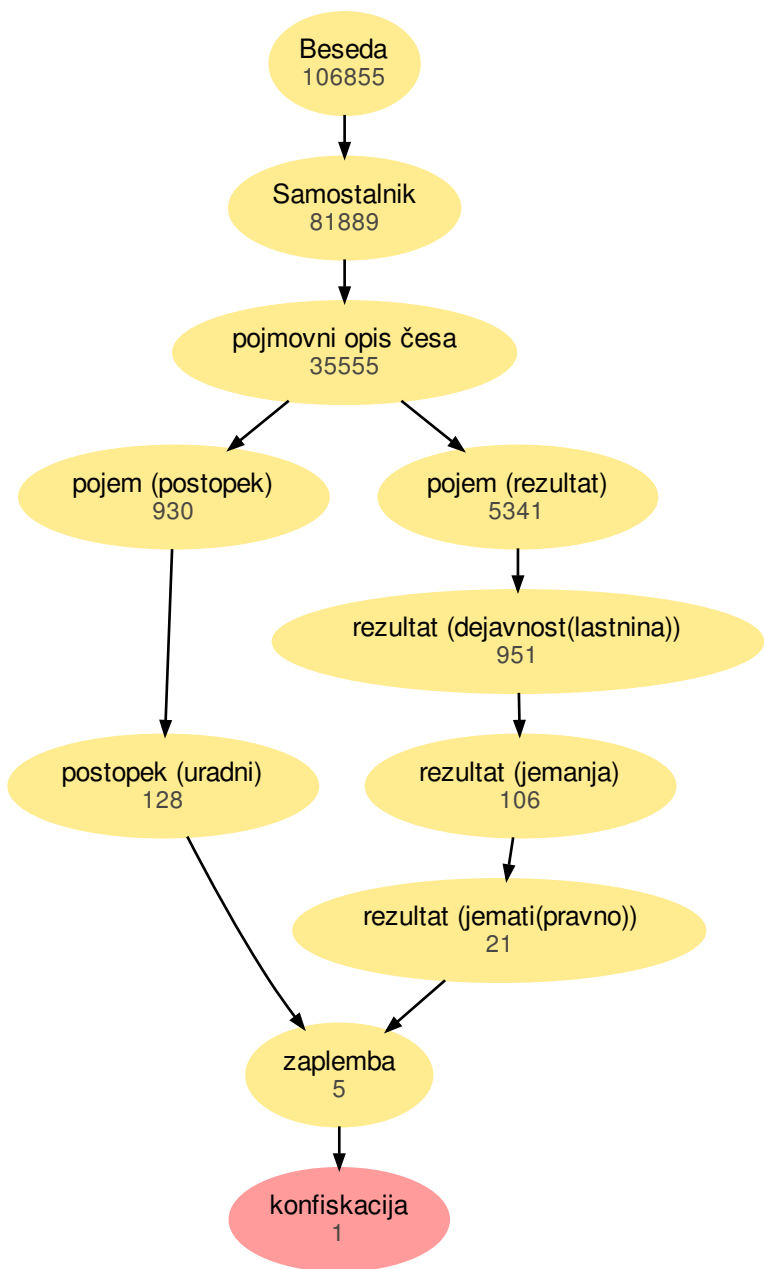 Beseda
106855
Samostalnik
81889
pojmovni opis česa
35555
pojem (postopek)
930
pojem (rezultat)
5341
rezultat (dejavnost(lastnina))
951
postopek (uradni)
128
rezultat (jemanja)
106
rezultat (jemati(pravno))
21
zaplemba
5
konfiskacija
1